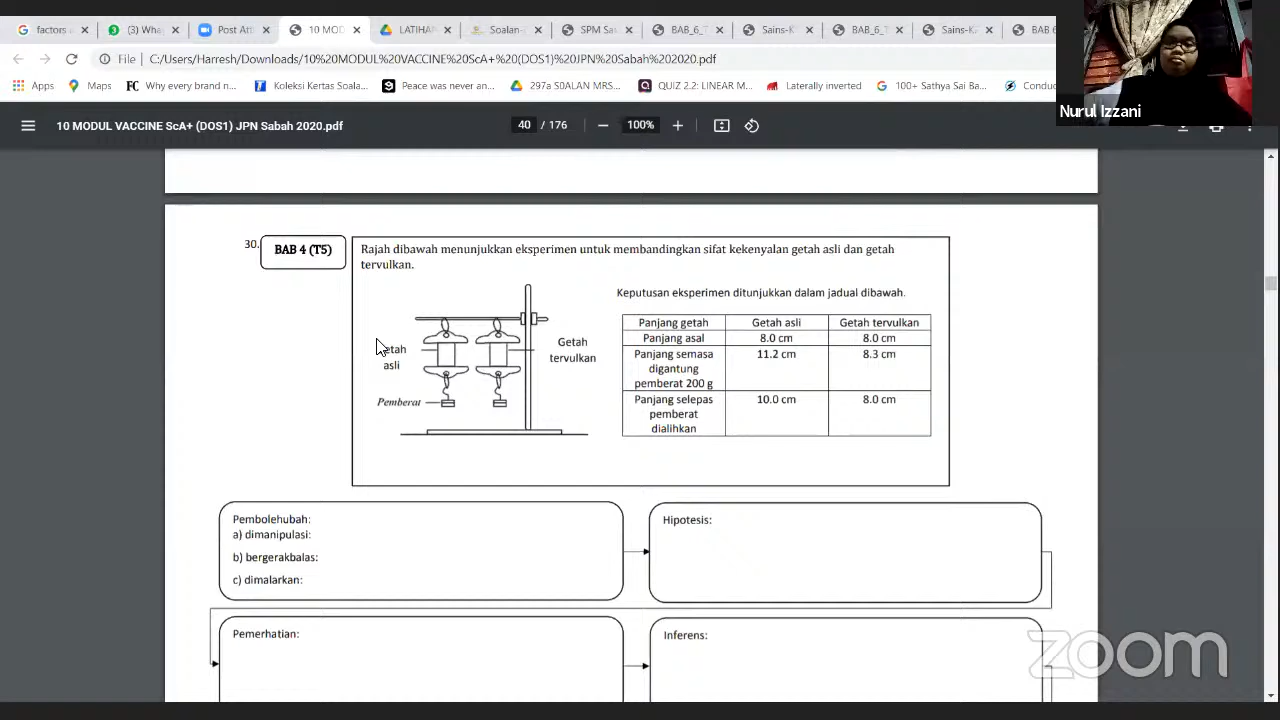 factors
(3) Wha
Post Att
10 MOD
LATIHAN
Soalan-
SPM Sa
BAB_6_T
Sains-K
BAB_6_T
Sains-K
BAB 6
File
C:/Users/Harresh/Downloads/10%20MODUL%20VACCINE%20ScA+%20(DOS1)%20JPN%20Sabah%202020.pdf
Apps
Maps
FC Why every brand n...
Koleksi Kertas Soala...
Peace was never an...
297a S0ALAN MRS...
QUIZ 2.2: LINEAR M...
Laterally inverted
100+ Sathya Sai Ba...
Conduc
Nurul Izzani
10 MODUL VACCINE ScA+ (DOS1) JPN Sabah 2020.pdf
40 / 176
100%
30.
BAB 4 (T5)
Rajah dibawah menunjukkan eksperimen untuk membandingkan sifat kekenyalan getah asli dan getah
tervulkan.
asli
Pemberat
Getah
tervulkan
Keputusan eksperimen ditunjukkan dalam jadual dibawah.
Panjang getah Getah asli Getah tervulkan
Panjang asal 8.0 cm 8.0 cm
Panjang semasa 11.2 cm 8.3 cm
digantung
pemberat 200 g
Panjang selepas 10.0 cm 8.0 cm
pemberat
dialihkan
Pembolehubah:
a) dimanipulasi:
b) bergerakbalas:
c) dimalarkan:
Hipotesis:
Pemerhatian:
Inferens:
zoom